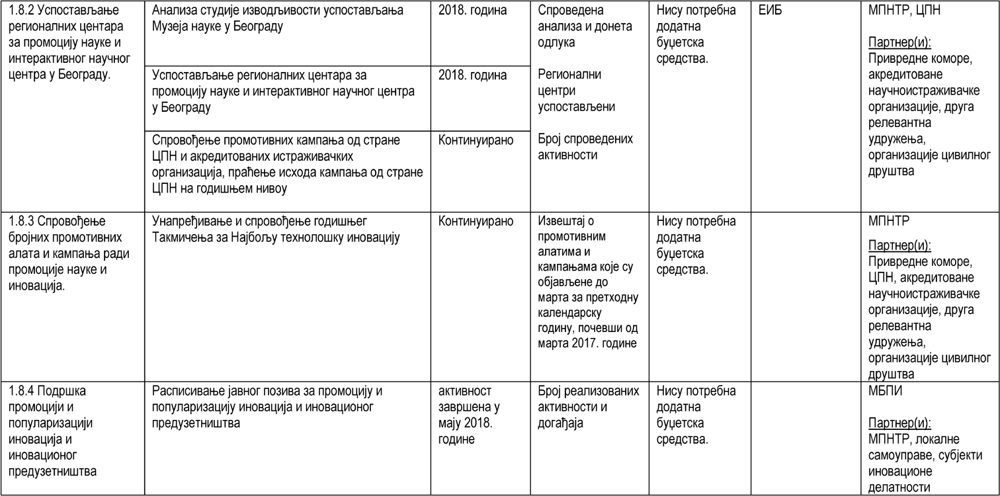 1.8.2 Успостављање
регионалних центара
за промоцију науке и
интерактивног научног
центра у Београду.
Анализа студије изводљивости успостављања
Музеја науке у Београду
2018. година
Успостављање регионалних центара за
промоцију науке и интерактивног научног центра
у Београду
2018. година
Спровођење промотивних кампања од стране
ЦПН и акредитованих истраживачких
организација, праћење исхода кампања од стране
ЦПН на годишњем нивоу
Континуирано
Спроведена
анализа и донета
одлука
Регионални
центри
успостављени
Број спроведених
активности
Нису потребна
додатна
буџетска
средства.
ЕИБ
МПНТР, ЦПН
Партнер(и):
Привредне коморе,
акредитоване
научноистраживачке
организације, друга
релевантна
удружења,
организације цивилног
друштва
1.8.3 Спровођење
бројних промотивних
алата и кампања ради
промоције науке и
иновација.
Унапређивање и спровођење годишњег
Такмичења за Најбољу технолошку иновацију
Континуирано
Извештај о
промотивним
алатима и
кампањама које су
објављене до
марта за претходну
календарску
годину, почевши од
марта 2017. године
Нису потребна
додатна
буџетска
средства.
МПНТР
Партнер(и):
Привредне коморе,
ЦПН, акредитоване
научноистраживачке
организације, друга
релевантна
удружења,
организације цивилног
друштва
1.8.4 Подршка
промоцији и
популаризацији
иновација и
иновационог
предузетништва
Расписивање јавног позива за промоцију и
популаризацију иновација и иновационог
предузетништва
активност
завршена у
мају 2018.
године
Број реализованих
активности и
догађаја
Нису потребна
додатна
буџетска
средства.
МБПИ
Партнер(и):
МПНТР, локалне
самоуправе, субјекти
иновационе
делатности